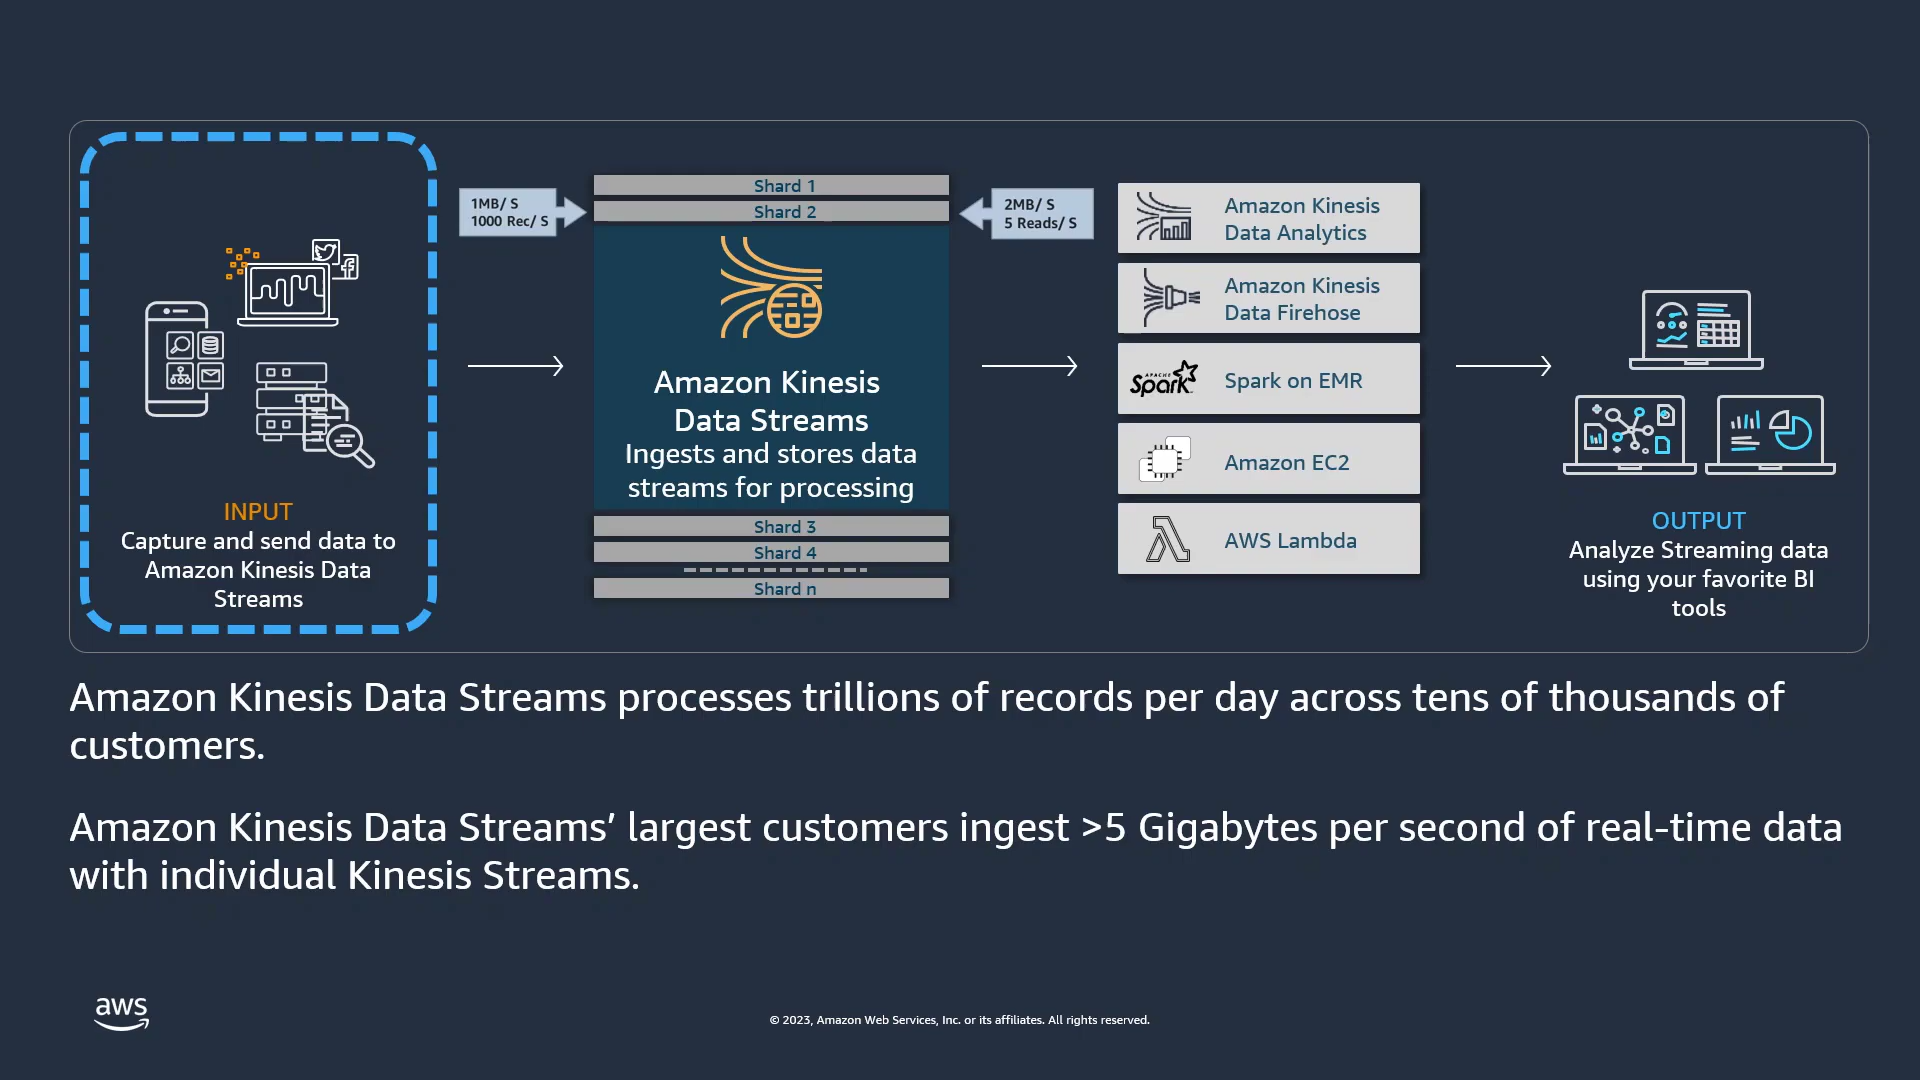 INPUT
Capture and send data to
Amazon Kinesis Data
Streams
1MB/ S
1000 Rec/ S
Shard 1
Shard 2
Amazon Kinesis
Data Streams
Ingests and stores data
streams for processing
Shard 3
Shard 4
Shard n
2MB/ S
5 Reads/ S
Amazon Kinesis
Data Analytics
Amazon Kinesis
Data Firehose
APACHE
Spark
Spark on EMR
Amazon EC2
AWS Lambda
OUTPUT
Analyze Streaming data
using your favorite BI
tools
Amazon Kinesis Data Streams processes trillions of records per day across tens of thousands of
customers.
Amazon Kinesis Data Streams’ largest customers ingest >5 Gigabytes per second of real-time data
with individual Kinesis Streams.
aws
© 2023, Amazon Web Services, Inc. or its affiliates. All rights reserved.